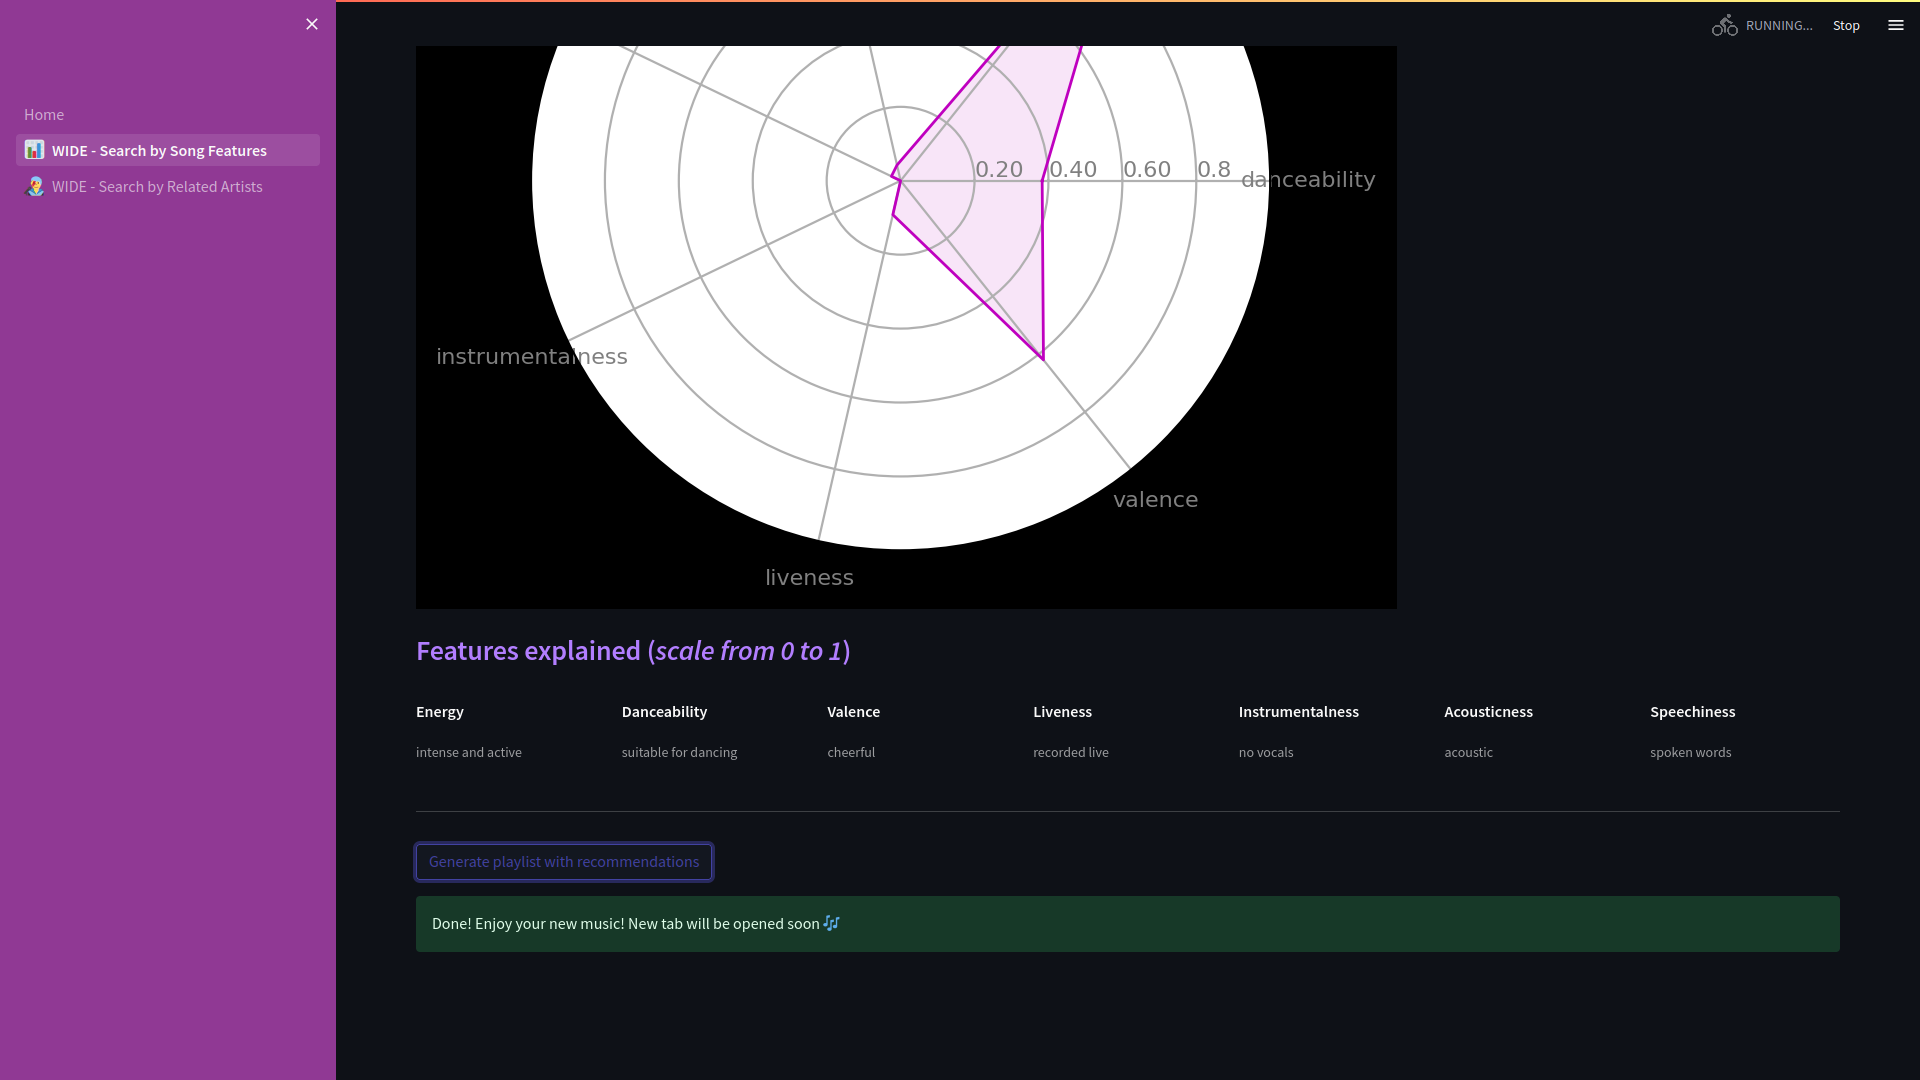 Home
WIDE - Search by Song Features
WIDE - Search by Related Artists
RUNNING...
Stop
0.20
0.40
0.60
0.8
danceability
instrumentalness
valence
liveness
Features explained (scale from 0 to 1)
Energy
intense and active
Danceability
suitable for dancing
Valence
cheerful
Liveness
recorded live
Instrumentalness
no vocals
Acousticness
acoustic
Speechiness
spoken words
Generate playlist with recommendations
Done! Enjoy your new music! New tab will be opened soon 🎶